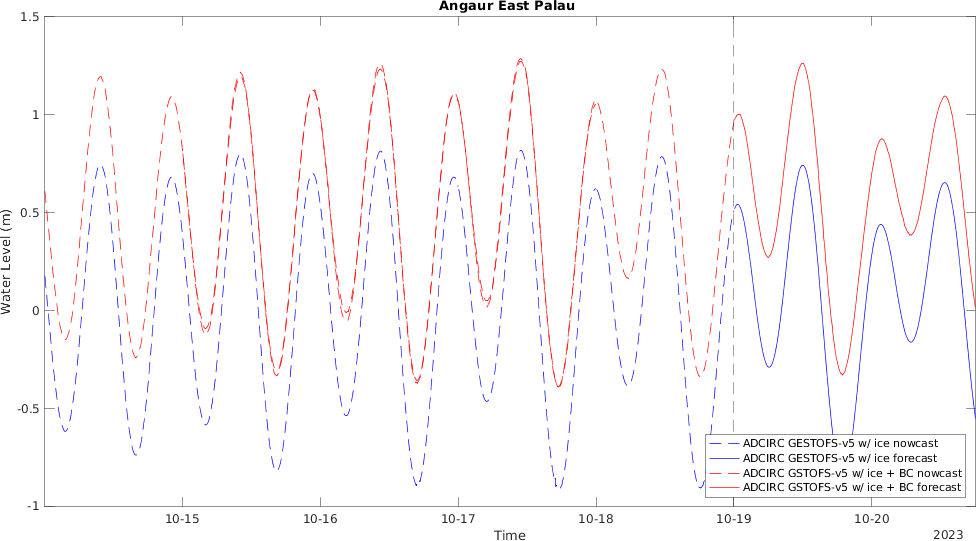 Angaur East Palau
1.5
1
0.5
0
-0.5
-1
Water Level (m)
10-15
10-16
10-17
10-18
10-19
10-20
Time
2023
ADCIRC GESTOFS-v5 w/ ice nowcast
ADCIRC GESTOFS-v5 w/ ice forecast
ADCIRC GSTOFS-v5 w/ ice + BC nowcast
ADCIRC GSTOFS-v5 w/ ice + BC forecast